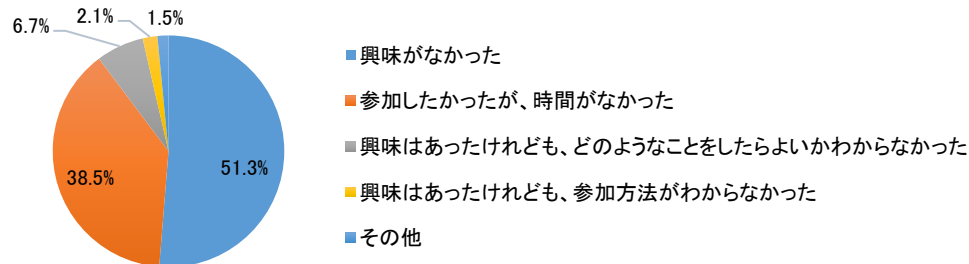 6.7%
2.1%
1.5%
38.5%
51.3%
興味がなかった
参加したかったが、時間がなかった
興味はあったけれども、どのようなことをしたらよいかわからなかった
興味はあったけれども、参加方法がわからなかった
その他